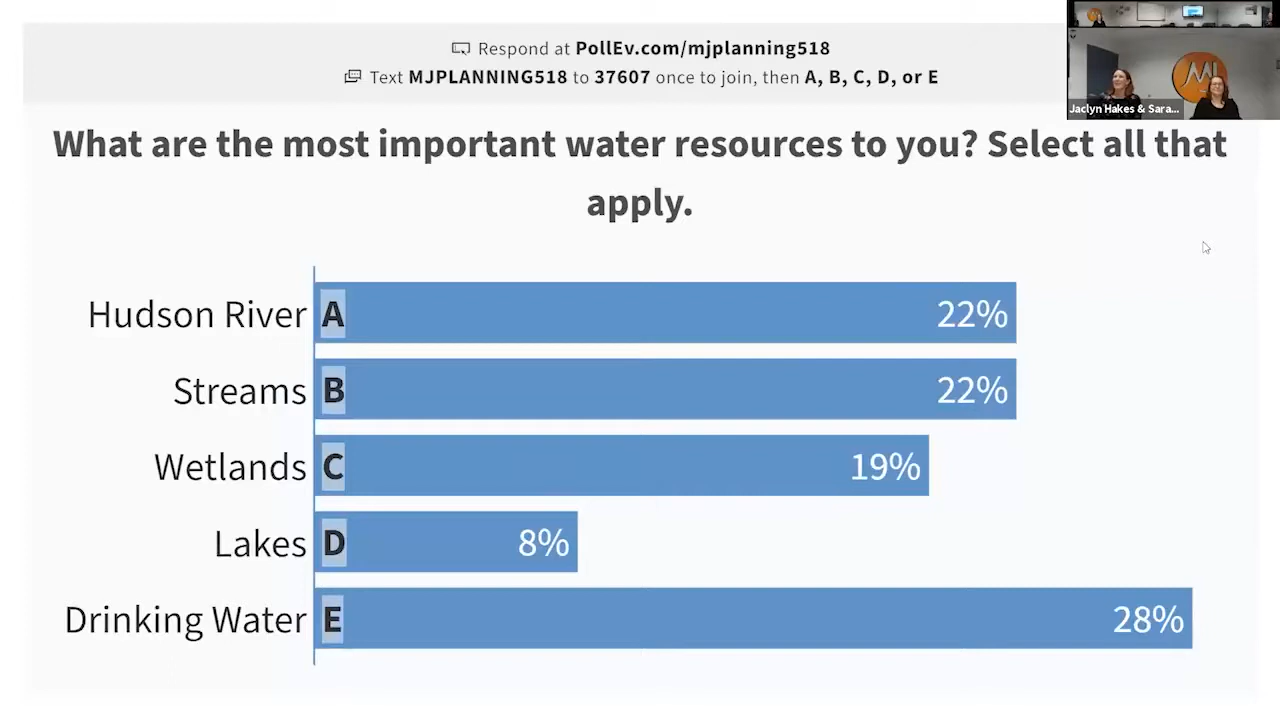 Respond at PollEv.com/mjplanning518
Text MJPLANNING518 to 37607 once to join, then A, B, C, D, or E
MJ
Jaclyn Hakes & Sara...
What are the most important water resources to you? Select all that
apply.
Hudson River A 22%
Streams B 22%
Wetlands C 19%
Lakes D 8%
Drinking Water E 28%